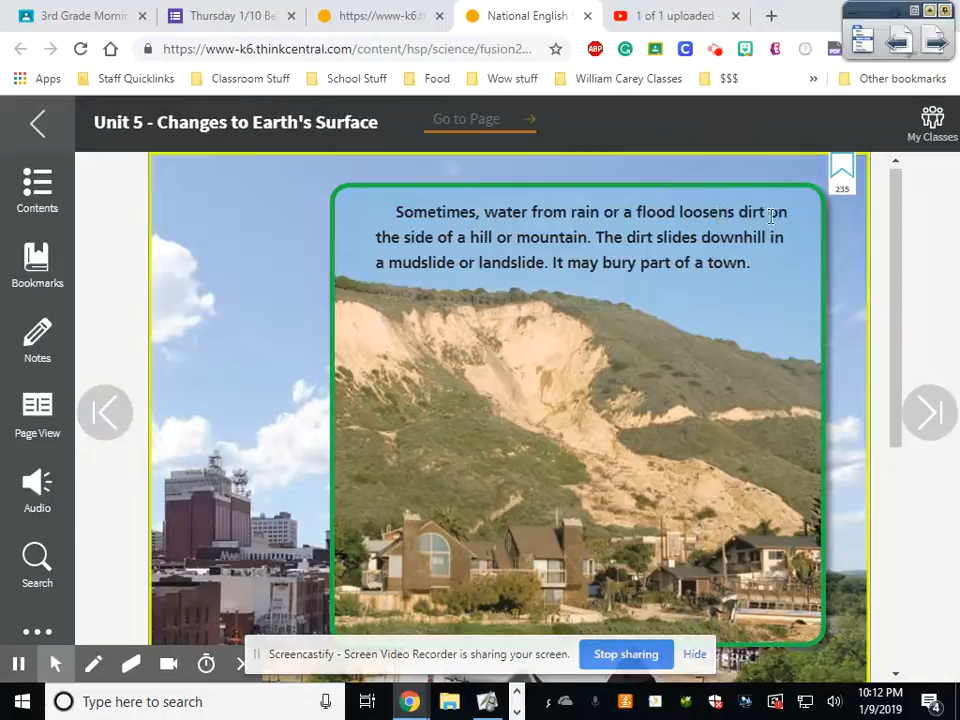 3rd Grade Mornin
Thursday 1/10 Be
https://www-k6.
National English
1 of 1 uploaded -
https://www-k6.thinkcentral.com/content/hsp/science/fusion2...
ABP
PDF
Apps
Staff Quicklinks
Classroom Stuff
School Stuff
Food
Wow stuff
William Carey Classes
$$$
»
Other bookmarks
Unit 5 - Changes to Earth's Surface
Go to Page
My Classes
Contents
Bookmarks
Notes
Page View
Audio
Search
235
Sometimes, water from rain or a flood loosens dirt on
the side of a hill or mountain. The dirt slides downhill in
a mudslide or landslide. It may bury part of a town.
Screencastify - Screen Video Recorder is sharing your screen.
Stop sharing
Hide
Type here to search
10:12 PM
1/9/2019
4